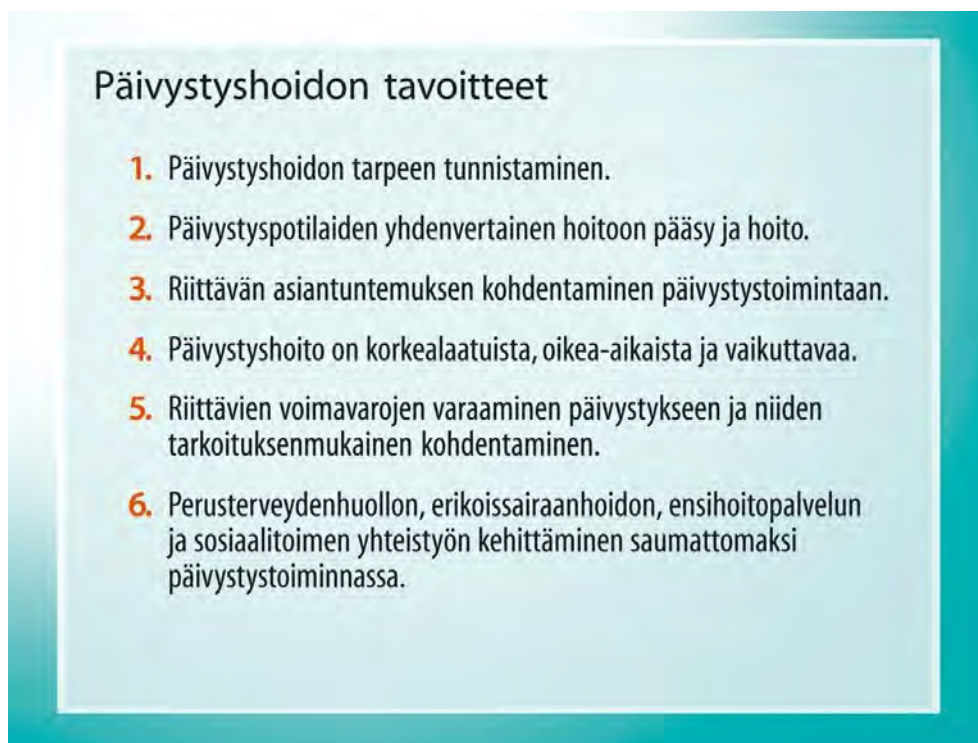 Päivystyshoidon tavoitteet
1. Päivystyshoidon tarpeen tunnistaminen.
2. Päivystyspotilaiden yhdenvertainen hoitoon pääsy ja hoito.
3. Riittävän asiantuntemuksen kohdentaminen päivystystoimintaan.
4. Päivystyshoito on korkealaatuista, oikea-aikaista ja vaikuttavaa.
5. Riittävien voimavarojen varaaminen päivystykseen ja niiden
tarkoituksenmukainen kohdentaminen.
6. Perusterveydenhuollon, erikoissairaanhoidon, ensihoitopalvelun
ja sosiaalitoimen yhteistyön kehittäminen saumattomaksi
päivystystoiminnassa.